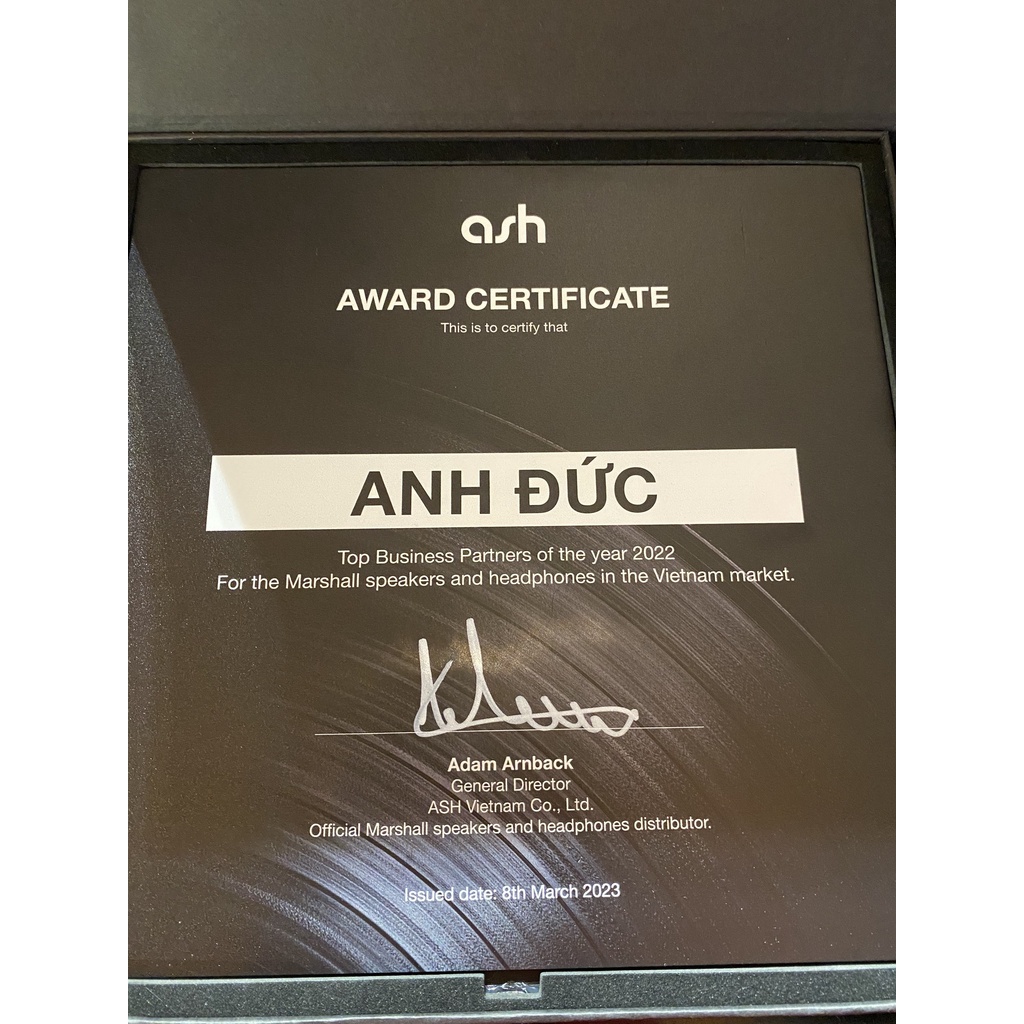 ash
AWARD CERTIFICATE
This is to certify that
ANH ĐỨC
Top Business Partners of the year 2022
For the Marshall speakers and headphones in the Vietnam market.
Adam Arnback
General Director
ASH Vietnam Co., Ltd.
Official Marshall speakers and headphones distributor.
Issued date: 8th March 2023